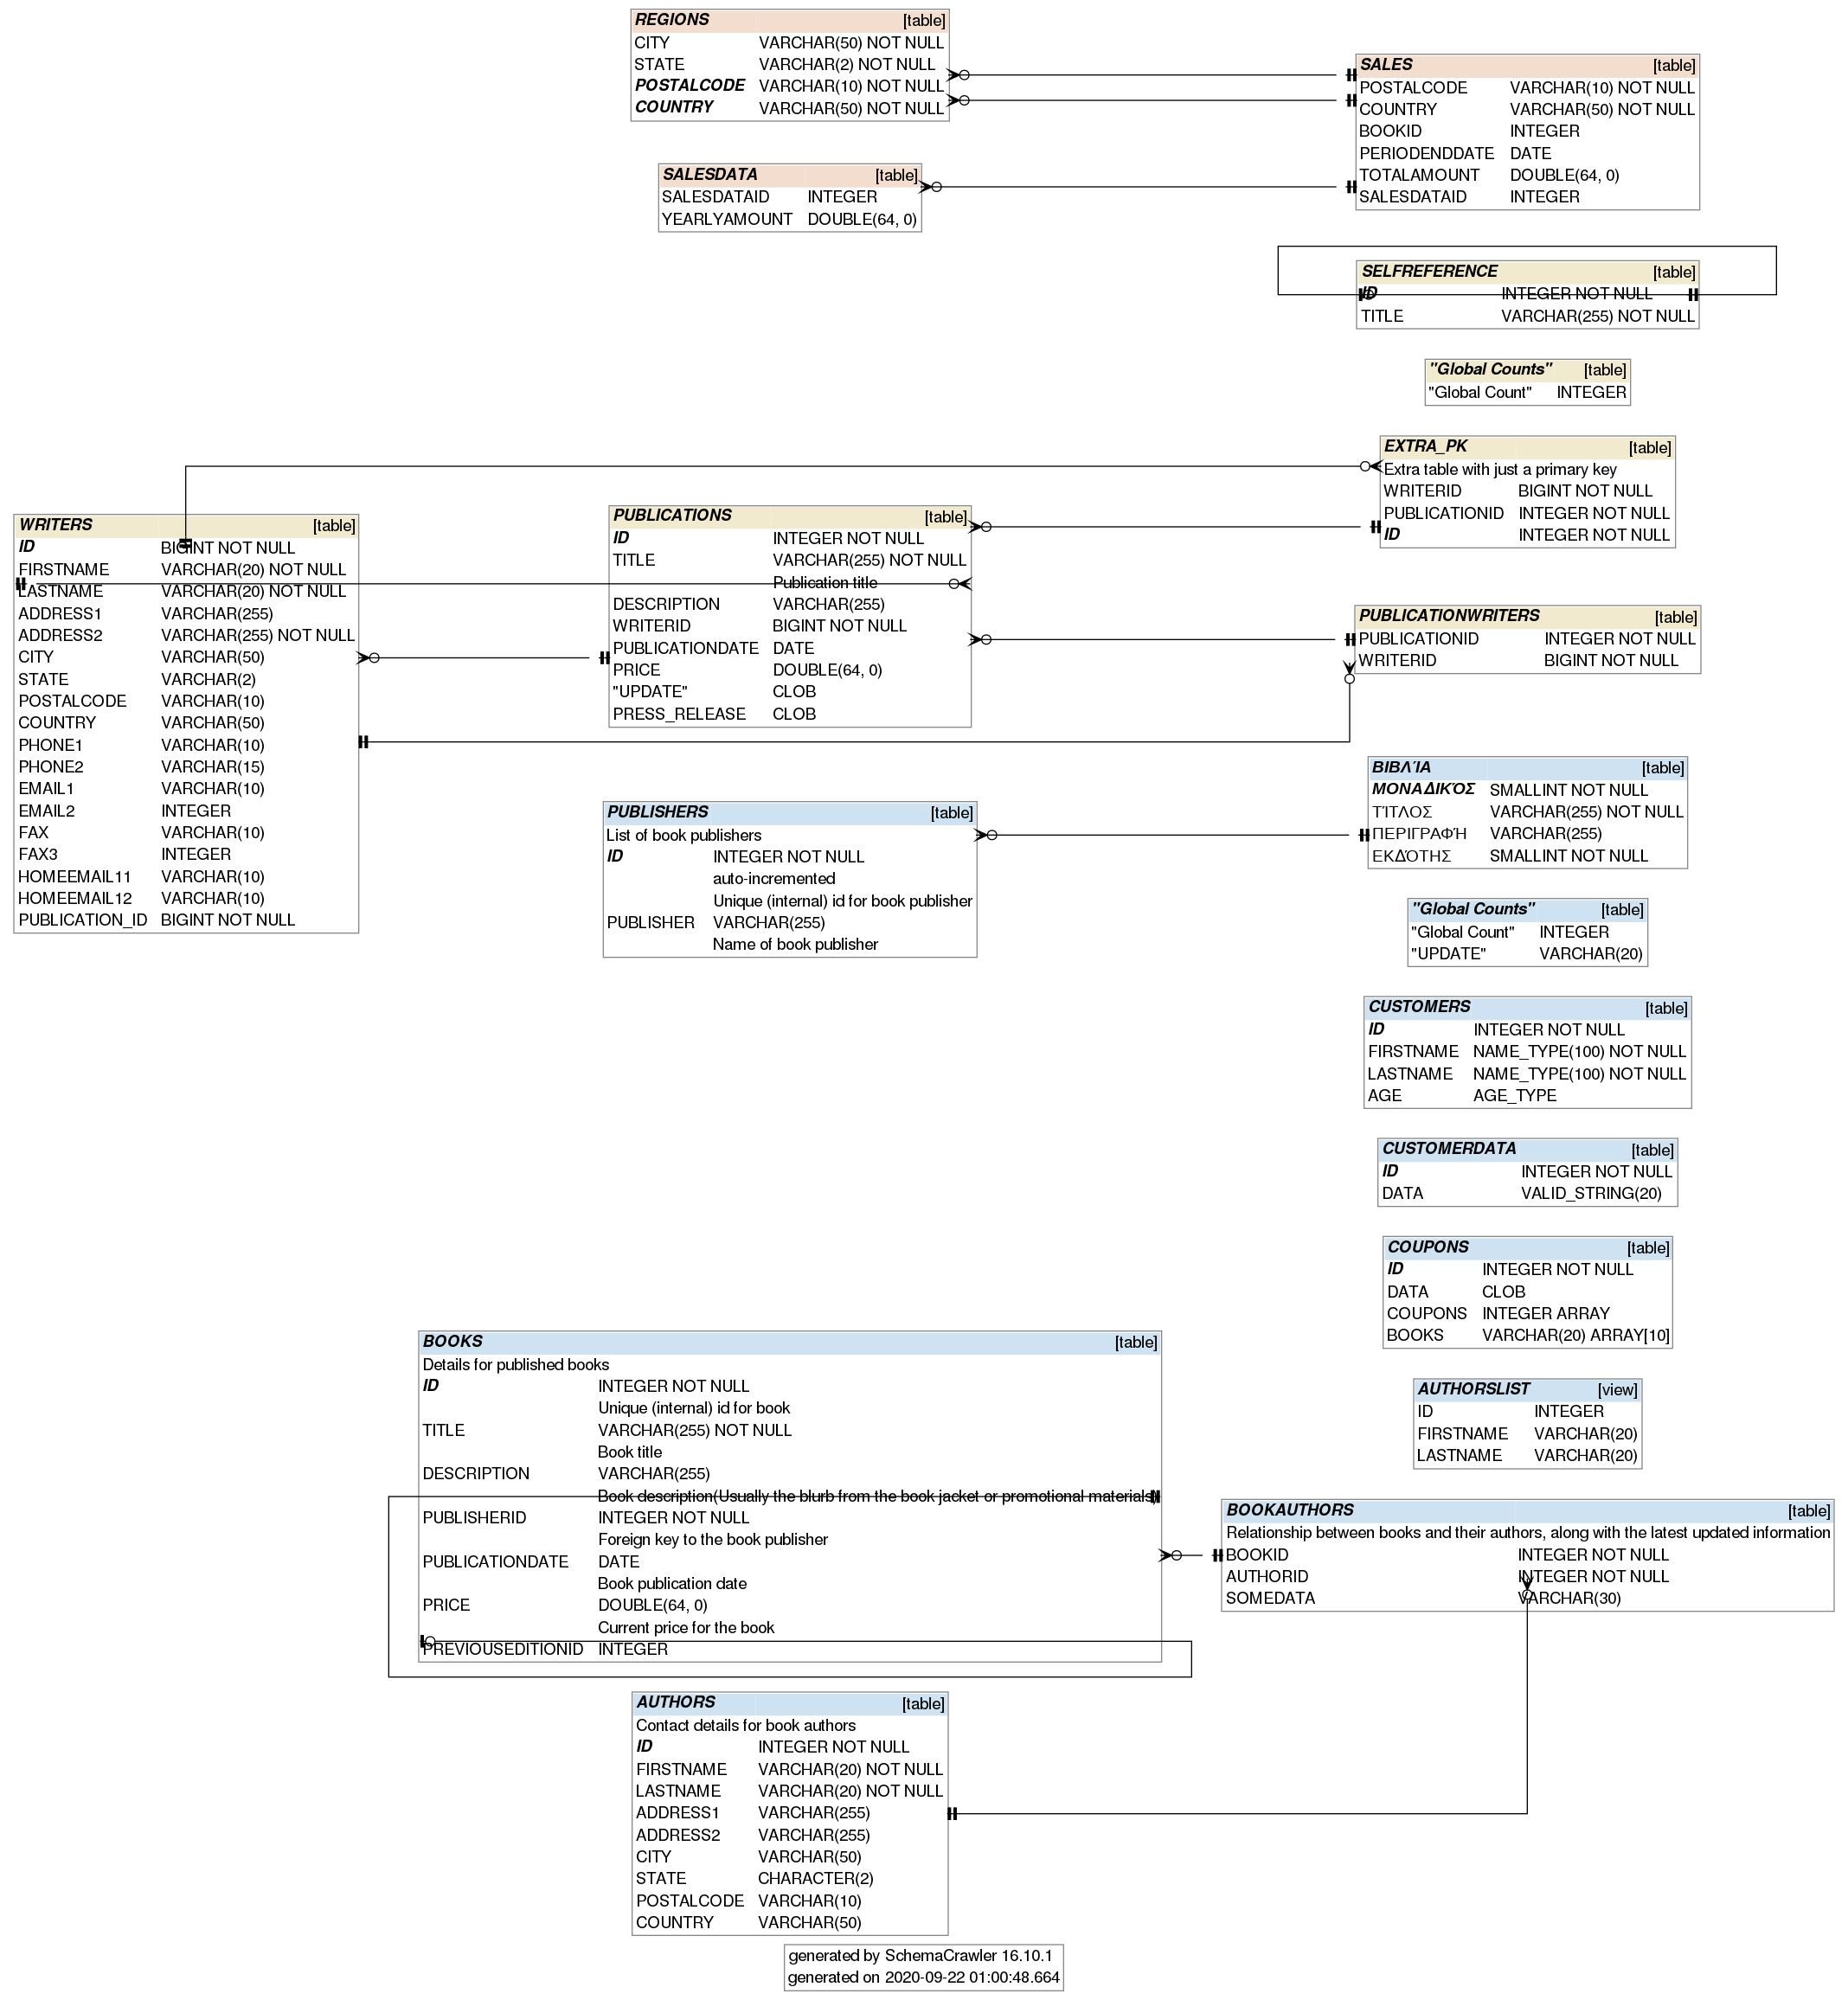 REGIONS [table]
CITY VARCHAR(50) NOT NULL
STATE VARCHAR(2) NOT NULL
POSTALCODE VARCHAR(10) NOT NULL
COUNTRY VARCHAR(50) NOT NULL
SALES [table]
POSTALCODE VARCHAR(10) NOT NULL
COUNTRY VARCHAR(50) NOT NULL
BOOKID INTEGER
PERIODENDDATE DATE
TOTALAMOUNT DOUBLE(64, 0)
SALESDATAID INTEGER
SALESDATA [table]
SALESDATAID INTEGER
YEARLYAMOUNT DOUBLE(64, 0)
SELFREFERENCE [table]
ID INTEGER NOT NULL
TITLE VARCHAR(255) NOT NULL
"Global Counts" [table]
"Global Count" INTEGER
EXTRA_PK [table]
Extra table with just a primary key
WRITERID BIGINT NOT NULL
PUBLICATIONID INTEGER NOT NULL
ID INTEGER NOT NULL
WRITERS [table]
ID BIGINT NOT NULL
FIRSTNAME VARCHAR(20) NOT NULL
LASTNAME VARCHAR(20) NOT NULL
ADDRESS1 VARCHAR(255)
ADDRESS2 VARCHAR(255) NOT NULL
CITY VARCHAR(50)
STATE VARCHAR(2)
POSTALCODE VARCHAR(10)
COUNTRY VARCHAR(50)
PHONE1 VARCHAR(10)
PHONE2 VARCHAR(15)
EMAIL1 VARCHAR(10)
EMAIL2 INTEGER
FAX VARCHAR(10)
FAX3 INTEGER
HOMEEMAIL11 VARCHAR(10)
HOMEEMAIL12 VARCHAR(10)
PUBLICATION_ID BIGINT NOT NULL
PUBLICATIONS [table]
ID INTEGER NOT NULL
TITLE VARCHAR(255) NOT NULL
Publication title
DESCRIPTION VARCHAR(255)
WRITERID BIGINT NOT NULL
PUBLICATIONDATE DATE
PRICE DOUBLE(64, 0)
"UPDATE" CLOB
PRESS_RELEASE CLOB
PUBLICATIONWRITERS [table]
PUBLICATIONID INTEGER NOT NULL
WRITERID BIGINT NOT NULL
ΒΙΒΛΊΑ [table]
ΜΟΝΑΔΙΚΌΣ SMALLINT NOT NULL
ΤΊΤΛΟΣ VARCHAR(255) NOT NULL
ΠΕΡΙΓΡΑΦΉ VARCHAR(255)
ΕΚΔΌΤΗΣ SMALLINT NOT NULL
PUBLISHERS [table]
List of book publishers
ID INTEGER NOT NULL
auto-incremented
Unique (internal) id for book publisher
PUBLISHER VARCHAR(255)
Name of book publisher
"Global Counts" [table]
"Global Count" INTEGER
"UPDATE" VARCHAR(20)
CUSTOMERS [table]
ID INTEGER NOT NULL
FIRSTNAME NAME_TYPE(100) NOT NULL
LASTNAME NAME_TYPE(100) NOT NULL
AGE AGE_TYPE
CUSTOMERDATA [table]
ID INTEGER NOT NULL
DATA VALID_STRING(20)
COUPONS [table]
ID INTEGER NOT NULL
DATA CLOB
COUPONS INTEGER ARRAY
BOOKS VARCHAR(20) ARRAY[10]
BOOKS [table]
Details for published books
ID INTEGER NOT NULL
Unique (internal) id for book
TITLE VARCHAR(255) NOT NULL
Book title
DESCRIPTION VARCHAR(255)
Book description(Usually the blurb from the book jacket or promotional materials)
PUBLISHERID INTEGER NOT NULL
Foreign key to the book publisher
PUBLICATIONDATE DATE
Book publication date
PRICE DOUBLE(64, 0)
Current price for the book
PREVIOUSEDITIONID INTEGER
AUTHORSLIST [view]
ID INTEGER
FIRSTNAME VARCHAR(20)
LASTNAME VARCHAR(20)
BOOKAUTHORS [table]
Relationship between books and their authors, along with the latest updated information
BOOKID INTEGER NOT NULL
AUTHORID INTEGER NOT NULL
SOMEDATA VARCHAR(30)
AUTHORS [table]
Contact details for book authors
ID INTEGER NOT NULL
FIRSTNAME VARCHAR(20) NOT NULL
LASTNAME VARCHAR(20) NOT NULL
ADDRESS1 VARCHAR(255)
ADDRESS2 VARCHAR(255)
CITY VARCHAR(50)
STATE CHARACTER(2)
POSTALCODE VARCHAR(10)
COUNTRY VARCHAR(50)
generated by SchemaCrawler 16.10.1
generated on 2020-09-22 01:00:48.664